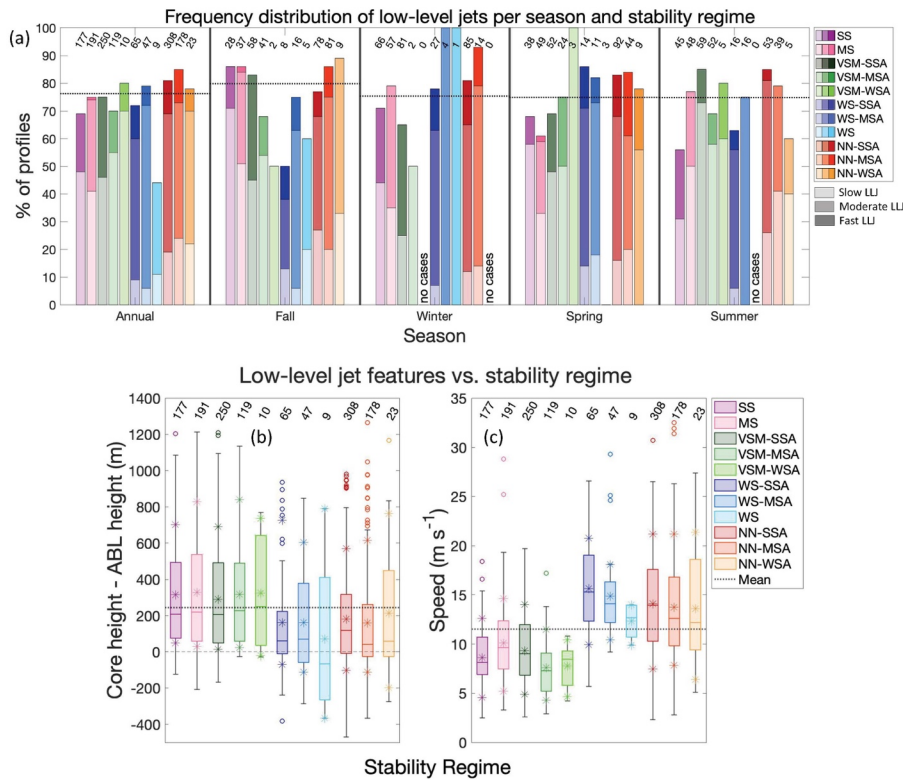 Frequency distribution of low-level jets per season and stability regime
(a)
177 191 250 119 10 65 47 9 308 178 23
28 37 58 41 2 8 16 5 78 81 9
66 57 81 2 0 27 4 1 85 14 0
38 49 52 24 3 14 11 3 92 44 9
45 48 59 52 5 16 16 0 53 39 5
100
90
80
70
60
50
40
30
20
10
0
% of profiles
no cases
no cases
no cases
Annual Fall Winter Spring Summer
Season
SS
MS
VSM-SSA
VSM-MSA
VSM-WSA
WS-SSA
WS-MSA
WS
NN-SSA
NN-MSA
NN-WSA
Slow LLJ
Moderate LLJ
Fast LLJ
Low-level jet features vs. stability regime
177 191 250 119 10 65 47 9 308 178 23
(b)
1400
1200
1000
800
600
400
200
0
-200
-400
Core height - ABL height (m)
177 191 250 119 10 65 47 9 308 178 23
(c)
35
30
25
20
15
10
5
0
Speed (m s⁻¹)
SS
MS
VSM-SSA
VSM-MSA
VSM-WSA
WS-SSA
WS-MSA
WS
NN-SSA
NN-MSA
NN-WSA
Mean
Stability Regime